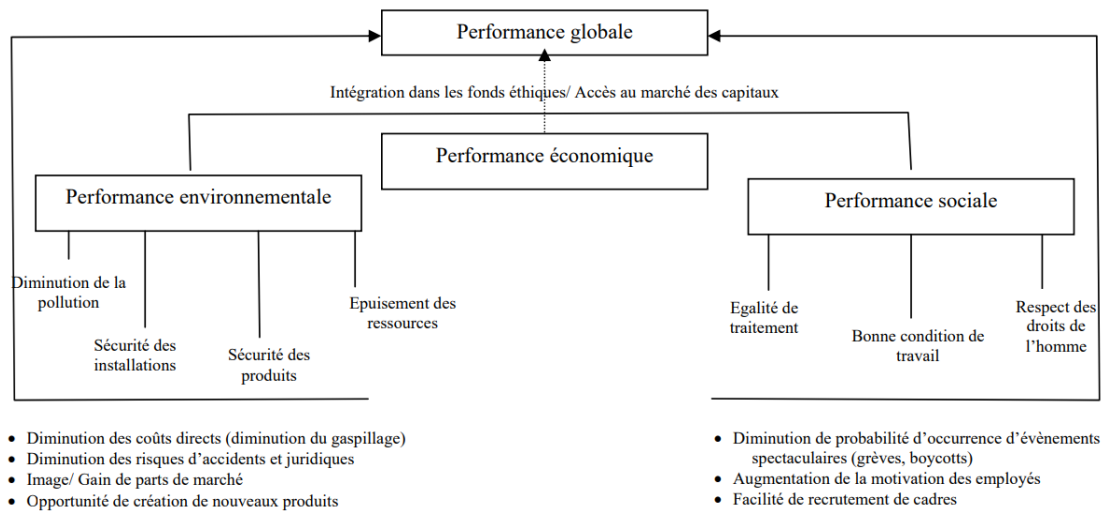 Performance globale
Intégration dans les fonds éthiques/ Accès au marché des capitaux
Performance économique
Performance environnementale
Performance sociale
Diminution de la
pollution
Sécurité des
installations
Sécurité des
produits
Epuisement des
ressources
Egalité de
traitement
Bonne condition de
travail
Respect des
droits de
l’homme
• Diminution des coûts directs (diminution du gaspillage)
• Diminution des risques d’accidents et juridiques
• Image/ Gain de parts de marché
• Opportunité de création de nouveaux produits
• Diminution de probabilité d’occurrence d’évènements
spectaculaires (grèves, boycotts)
• Augmentation de la motivation des employés
• Facilité de recrutement de cadres